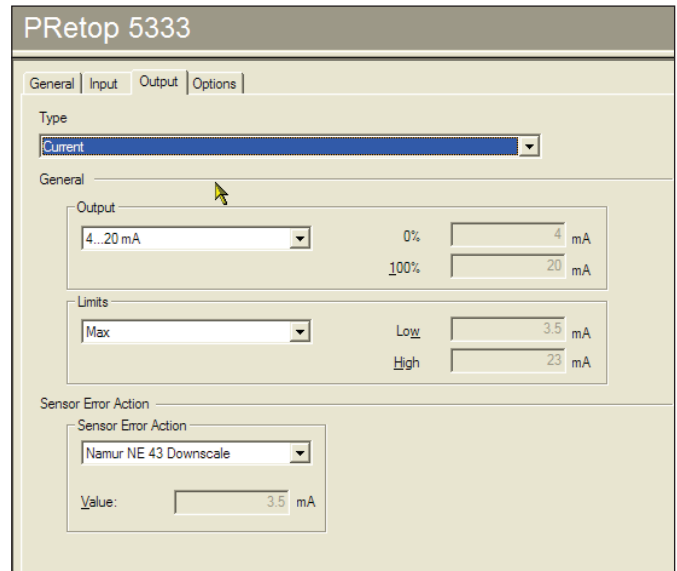 PRetop 5333
General Input Output Options
Type
Current
General
Output
4...20 mA
0% 4 mA
100% 20 mA
Limits
Max
Low 3.5 mA
High 23 mA
Sensor Error Action
Sensor Error Action
Namur NE 43 Downscale
Value: 3.5 mA